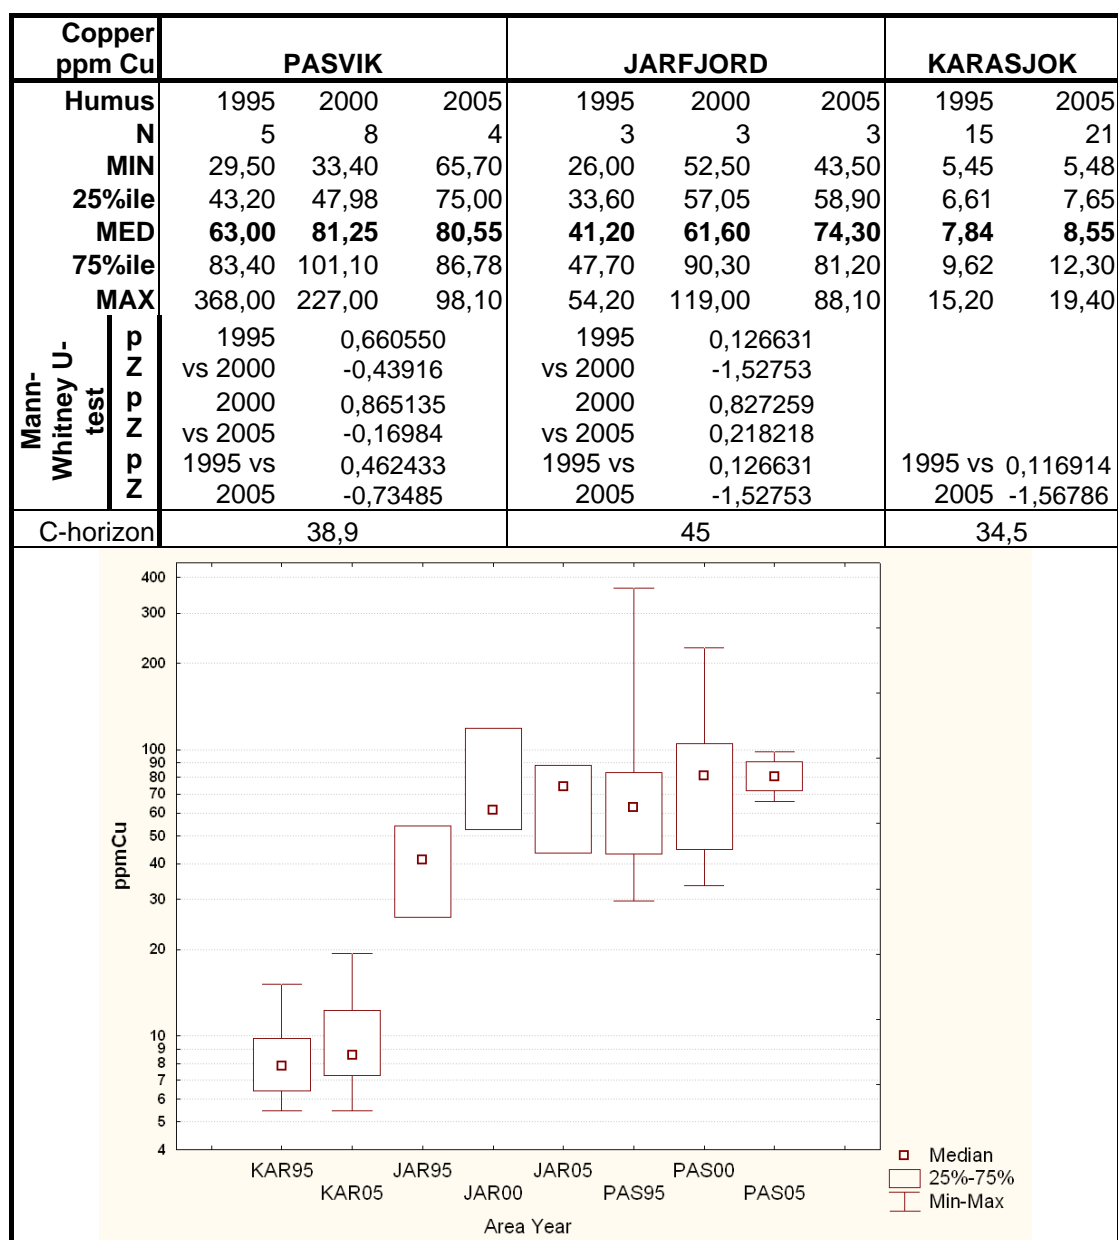 Copper
ppm Cu PASVIK JARFJORD KARASJOK
Humus 1995 2000 2005 1995 2000 2005 1995 2005
N 5 8 4 3 3 3 15 21
MIN 29,50 33,40 65,70 26,00 52,50 43,50 5,45 5,48
25%ile 43,20 47,98 75,00 33,60 57,05 58,90 6,61 7,65
MED 63,00 81,25 80,55 41,20 61,60 74,30 7,84 8,55
75%ile 83,40 101,10 86,78 47,70 90,30 81,20 9,62 12,30
MAX 368,00 227,00 98,10 54,20 119,00 88,10 15,20 19,40
Mann-
Whitney U-
test
p 1995 0,660550 1995 0,126631
Z vs 2000 -0,43916 vs 2000 -1,52753
p 2000 0,865135 2000 0,827259
Z vs 2005 -0,16984 vs 2005 0,218218
p 1995 vs 0,462433 1995 vs 0,126631 1995 vs 0,116914
Z 2005 -0,73485 2005 -1,52753 2005 -1,56786
C-horizon 38,9 45 34,5
400
300
200
100
90
80
70
60
50
40
30
20
10
9
8
7
6
5
4
ppmCu
KAR95 JAR95 JAR05 PAS00
KAR05 JAR00 PAS95 PAS05
Area Year
Median
25%-75%
Min-Max